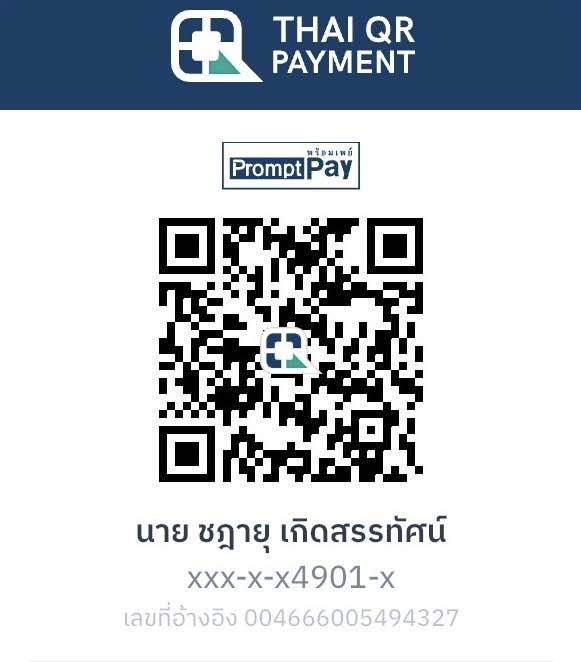 THAI QR
PAYMENT
พร้อมเพย์
PromptPay
นาย ชฎายุ เกิดสรรทัศน์
xxx-x-x4901-x
เลขที่อ้างอิง 004666005494327